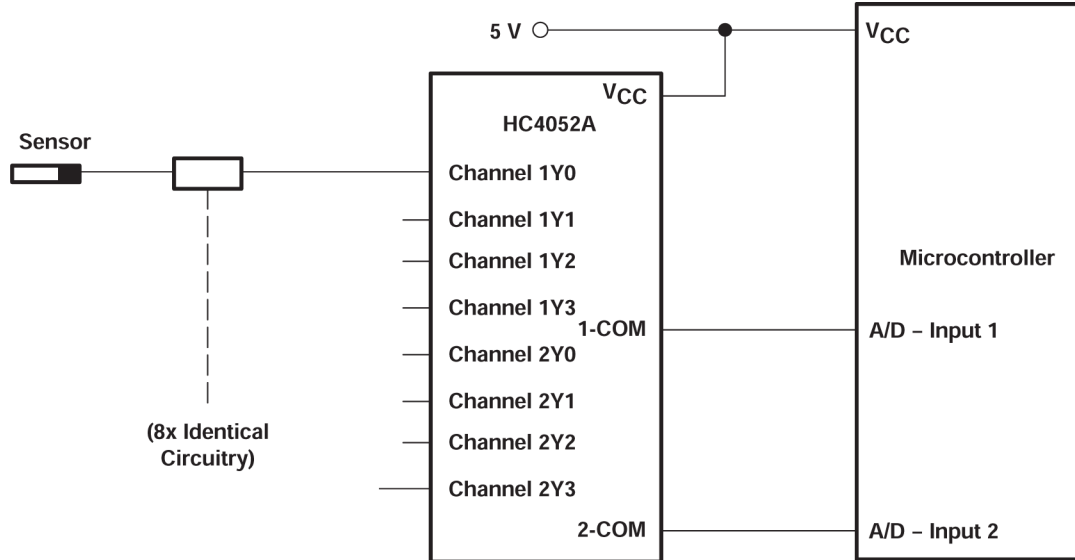 5 V
VCC
VCC
HC4052A
Sensor
Channel 1Y0
Channel 1Y1
Channel 1Y2
Channel 1Y3
Channel 2Y0
Channel 2Y1
Channel 2Y2
Channel 2Y3
(8x Identical
Circuitry)
1-COM
2-COM
Microcontroller
A/D – Input 1
A/D – Input 2